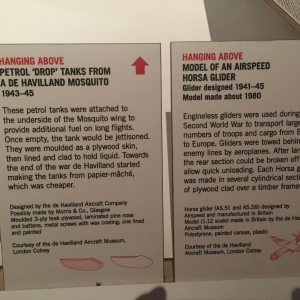 HANGING ABOVE
PETROL 'DROP' TANKS FROM
A DE HAVILLAND MOSQUITO
1943–45
These petrol tanks were attached to
the underside of the Mosquito wing to
provide additional fuel on long flights.
Once empty, the tank would be jettisoned.
They were moulded as a plywood skin,
then lined and clad to hold liquid. Towards
the end of the war de Havilland started
making the tanks from papier-mâché,
which was cheaper.
Designed by the de Havilland Aircraft Company
Possibly made by Morris & Co., Glasgow
Moulded 3-ply teak plywood, laminated pine nose
and battens, metal screws with wax coating; one lined
and painted
Courtesy of the de Havilland Aircraft Museum,
London Colney
HANGING ABOVE
MODEL OF AN AIRSPEED
HORSA GLIDER
Glider designed 1941–45
Model made about 1980
Engineless gliders were used during
Second World War to transport large
numbers of troops and cargo from B
to Europe. Gliders were towed behin
enemy lines by aeroplanes. After lan
the rear section could be broken off
allow quick unloading. Each Horsa g
was made in several cylindrical sectio
of plywood clad over a timber frame
Horsa glider (AS.51 and AS.58) designed by
Airspeed and manufactured in Britain
Model (1:12 scale) made in Britain by the de Hav
Aircraft Museum
Polystyrene, painted canvas, plastic
Courtesy of the de Havilland
Aircraft Museum,
London Colney